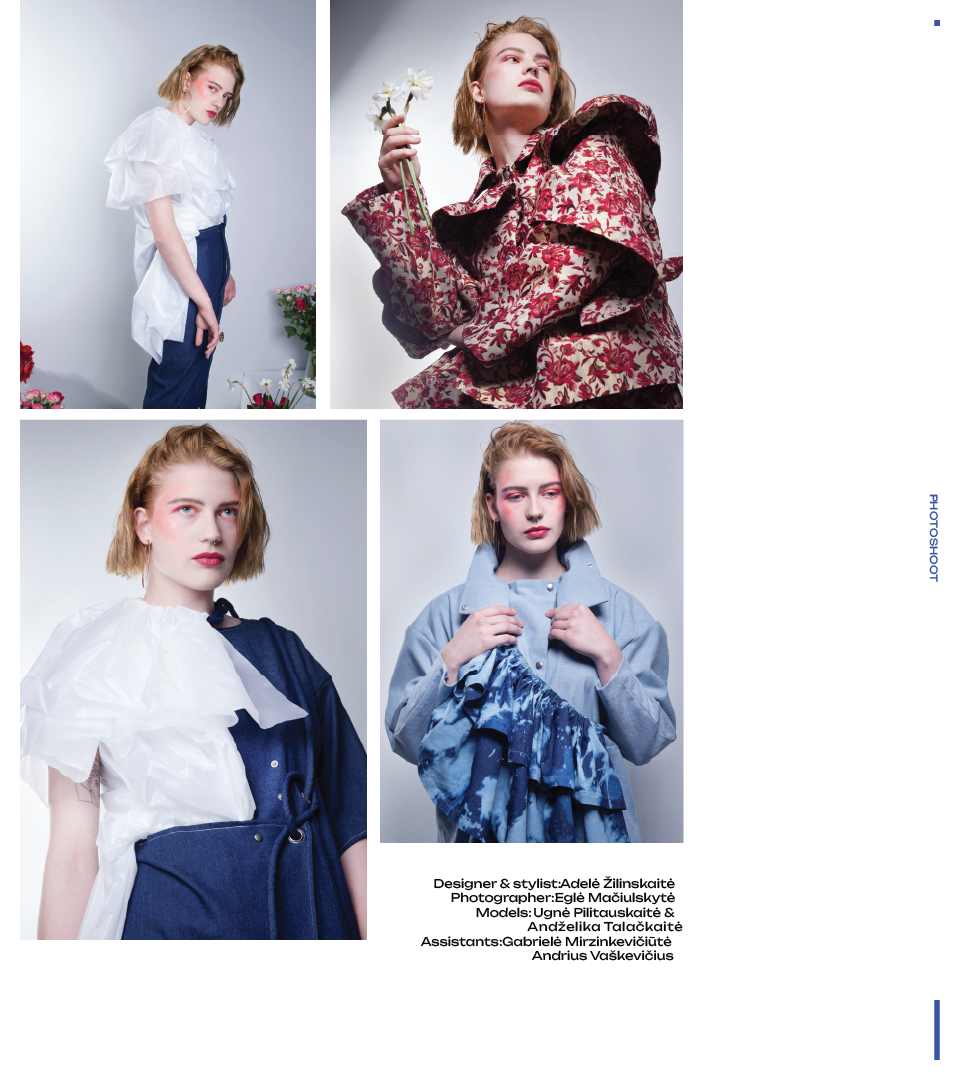 PHOTOSHOOT
Designer & stylist:Adelė Žilinskaitė
Photographer:Eglė Mačiulskytė
Models: Ugnė Pilitauskaitė &
Andželika Talačkaitė
Assistants:Gabrielė Mirzinkevičiūtė
Andrius Vaškevičius